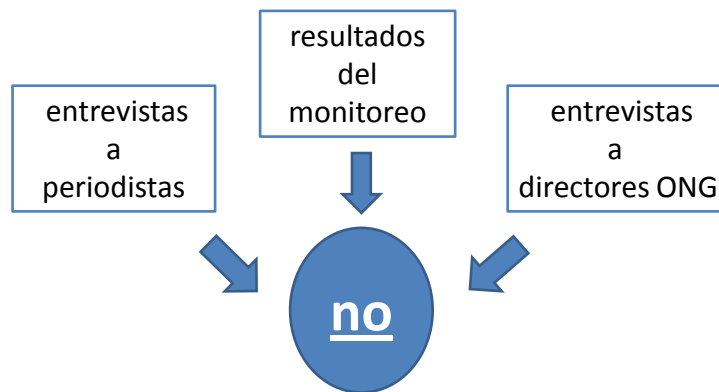 resultados
del
monitoreo
entrevistas
a
periodistas
entrevistas
a
directores ONG
no